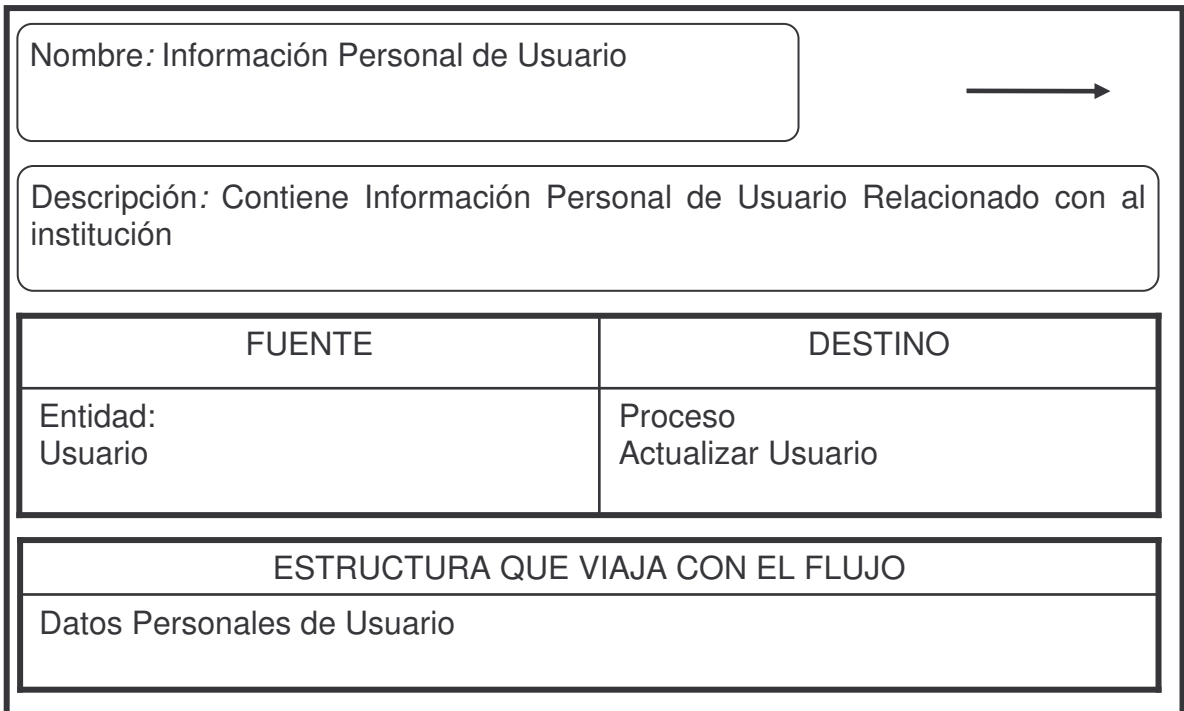 Nombre: Información Personal de Usuario
Descripción: Contiene Información Personal de Usuario Relacionado con al
institución
FUENTE
DESTINO
Entidad:
Usuario
Proceso
Actualizar Usuario
ESTRUCTURA QUE VIAJA CON EL FLUJO
Datos Personales de Usuario